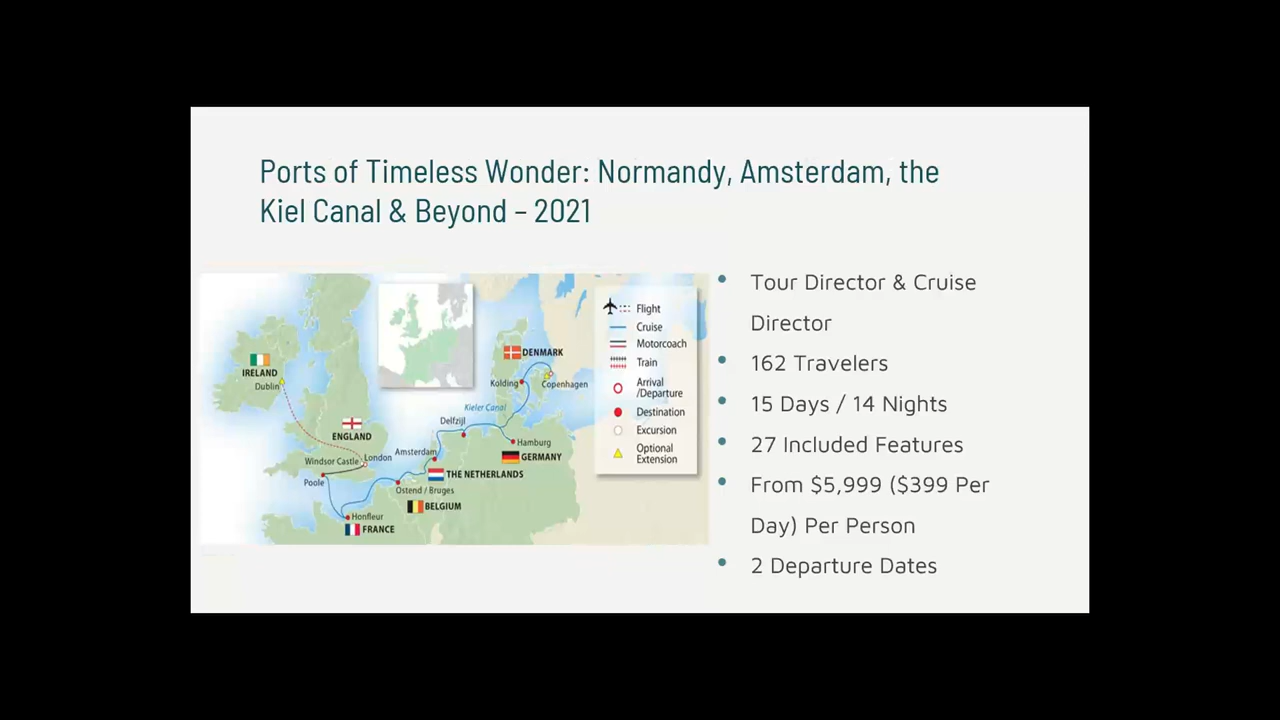 Ports of Timeless Wonder: Normandy, Amsterdam, the
Kiel Canal & Beyond – 2021
Tour Director & Cruise
Director
162 Travelers
15 Days / 14 Nights
27 Included Features
From $5,999 ($399 Per
Day) Per Person
2 Departure Dates
Flight
Cruise
Motorcoach
Train
Arrival
/Departure
Destination
Excursion
Optional
Extension
IRELAND
Dublin
ENGLAND
Windsor Castle
London
Poole
Honfleur
FRANCE
Ostend / Bruges
BELGIUM
Amsterdam
THE NETHERLANDS
Delfzijl
Kieler Canal
Hamburg
GERMANY
Kolding
DENMARK
Copenhagen